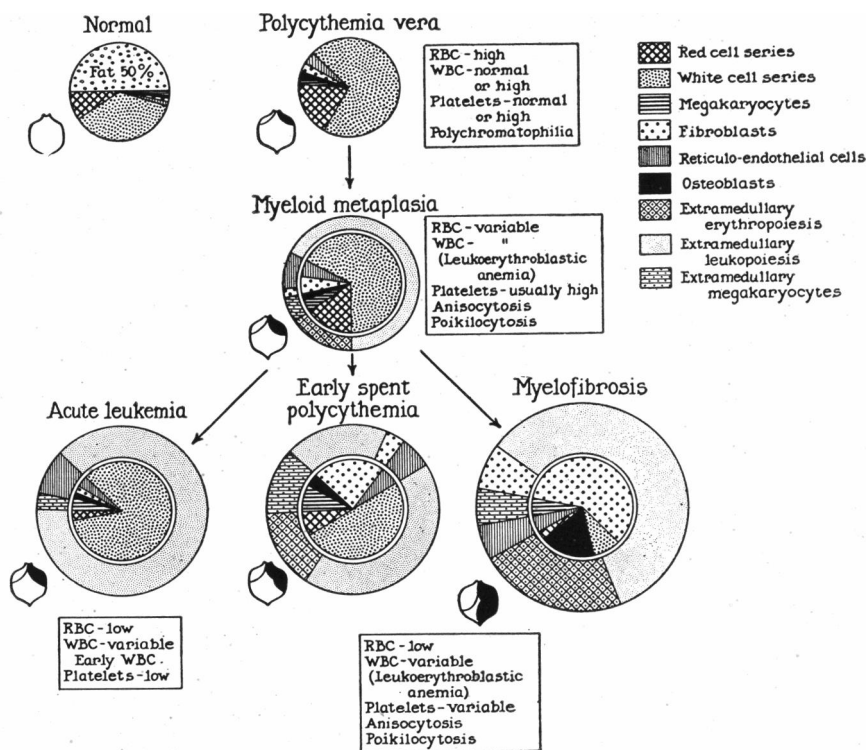 Normal
Fat 50%
Polycythemia vera
RBC-high
WBC-normal
or high
Platelets-normal
or high
Polychromatophilia
Red cell series
White cell series
Megakaryocytes
Fibroblasts
Reticulo-endothelial cells
Osteoblasts
Extramedullary
erythropoiesis
Extramedullary
leukopoiesis
Extramedullary
megakaryocytes
Myeloid metaplasia
RBC-variable
WBC- "
(Leukoerythroblastic
anemia)
Platelets-usually high
Anisocytosis
Poikilocytosis
Acute leukemia
RBC-low
WBC-variable
Early WBC.
Platelets-low
Early spent
polycythemia
Myelofibrosis
RBC-low
WBC-variable
(Leukoerythroblastic
anemia)
Platelets-variable
Anisocytosis
Poikilocytosis